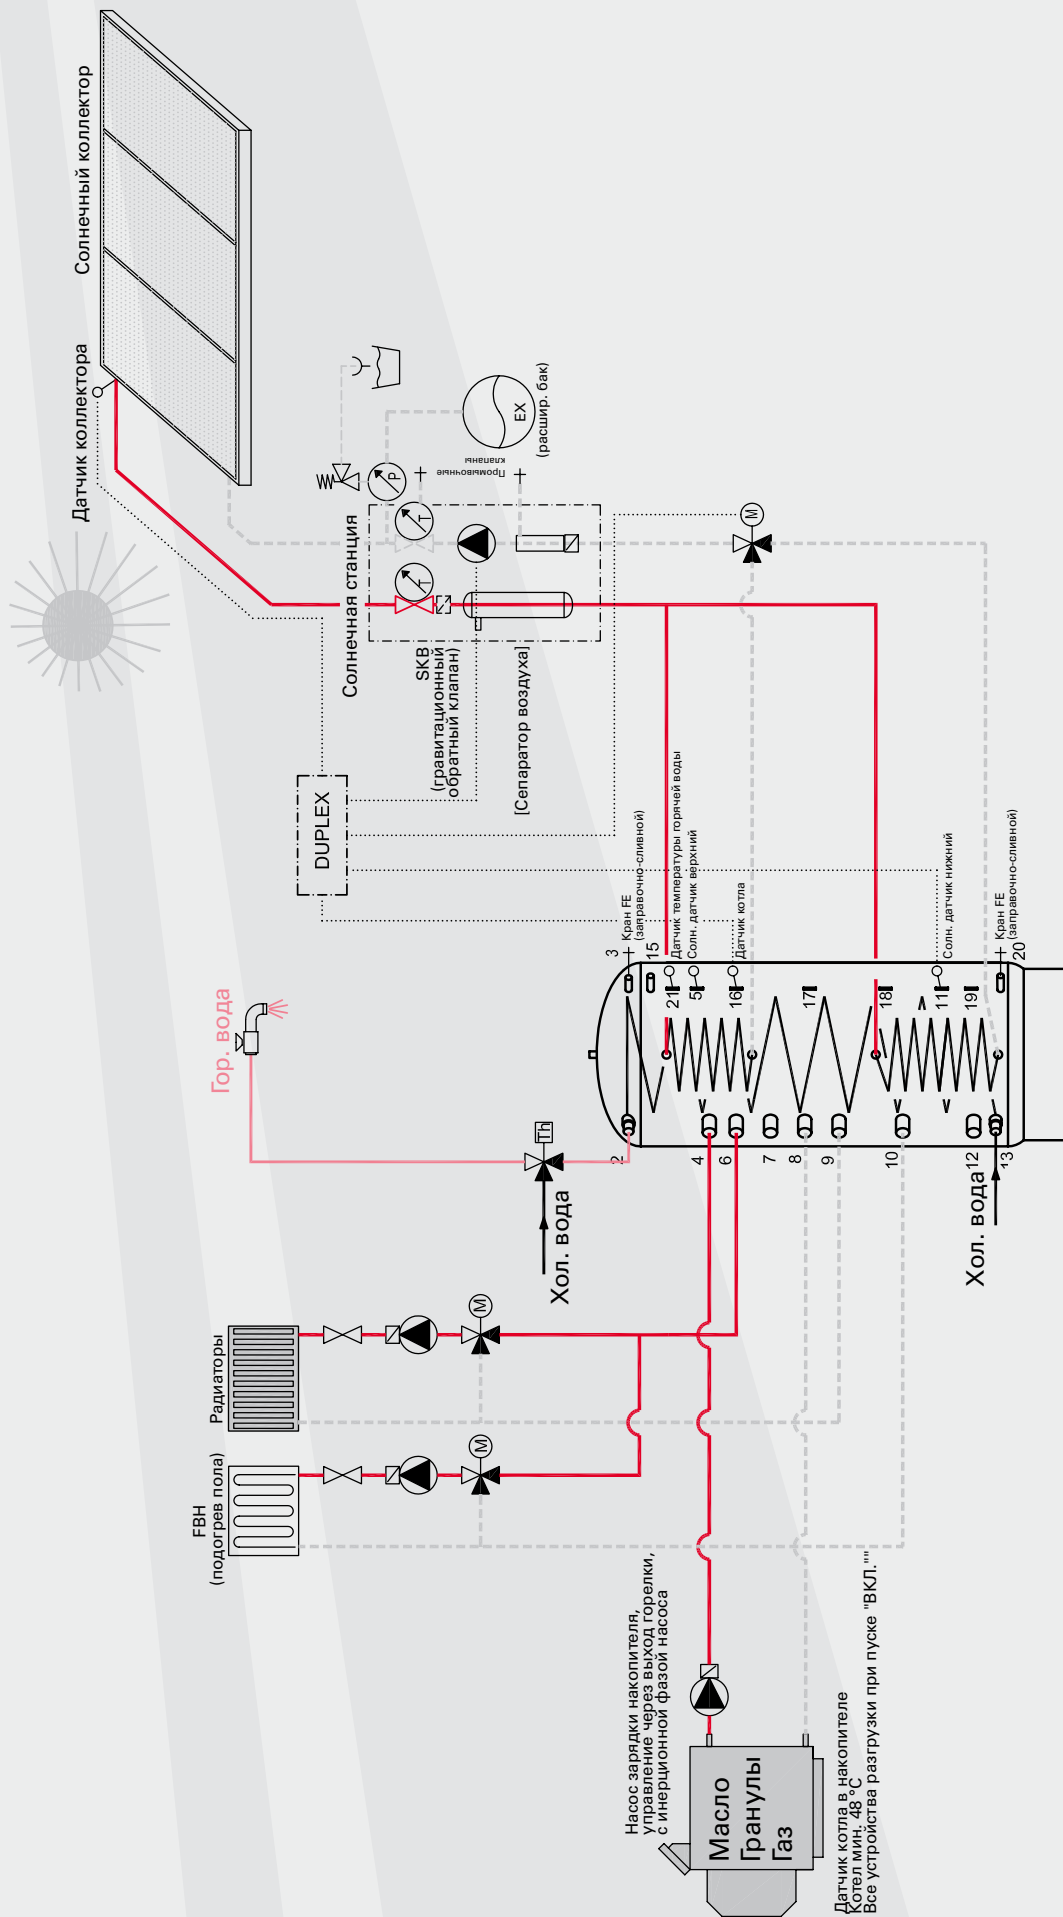 Солнечный коллектор
Датчик коллектора
Солнечная станция
P
T
T
EX
(расшир. бак)
Промывочные
клапаны
M
SKB
(гравитационный
обратный клапан)
[Сепаратор воздуха]
DUPLEX
Датчик температуры горячей воды
Солн. датчик верхний
Датчик котла
Солн. датчик нижний
Кран FE
(заправочно-сливной)
Кран FE
(заправочно-сливной)
3
15
21
5
16
17
18
11
19
20
2
4
6
7
8
9
10
12
13
Гор. вода
Th
Хол. вода
Хол. вода
Радиаторы
M
FBH
(подогрев пола)
M
Насос зарядки накопителя,
управление через выход горелки,
с инерционной фазой насоса
Масло
Гранулы
Газ
Датчик котла в накопителе
Котел мин. 48 °C
Все устройства разгрузки при пуске "ВКЛ.""